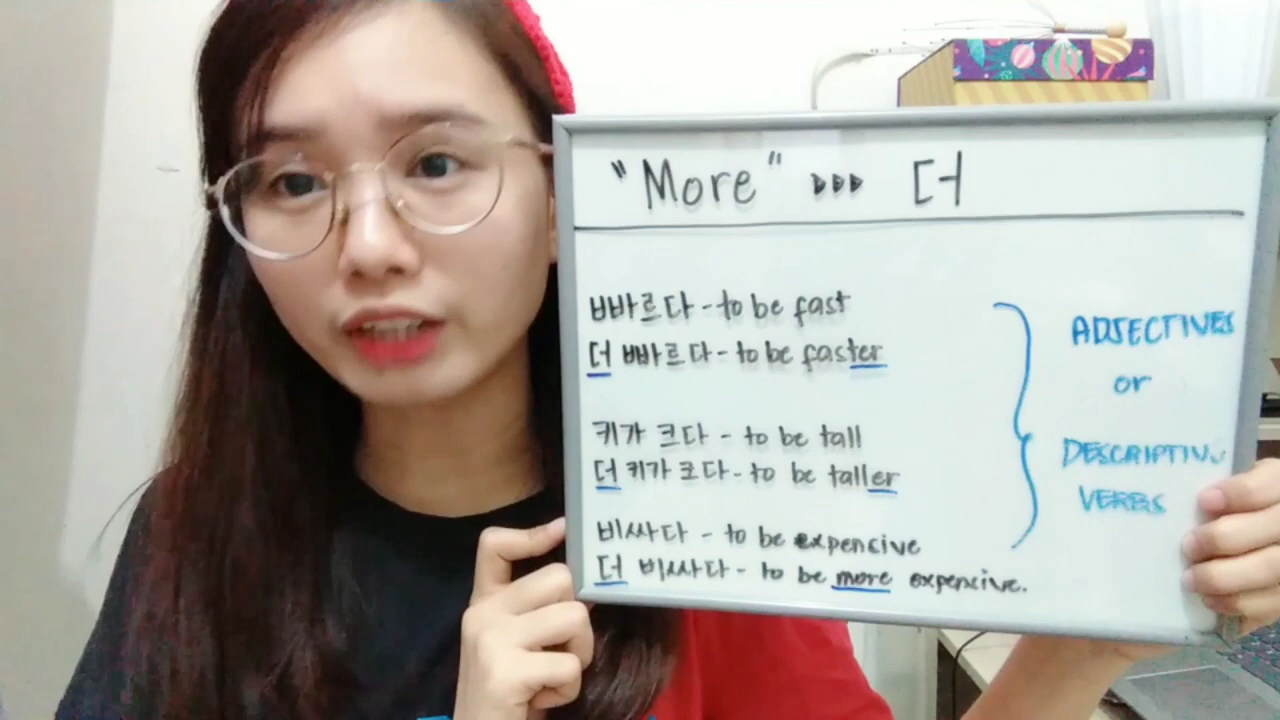 "More" ▷▷▷ 더
빠르다 - to be fast
더 빠르다 - to be faster
키가 크다 - to be tall
더 키가 크다 - to be taller
비싸다 - to be expencive
더 비싸다 - to be more expencive.
ADJECTIVES
or
DESCRIPTIVE
VERBS